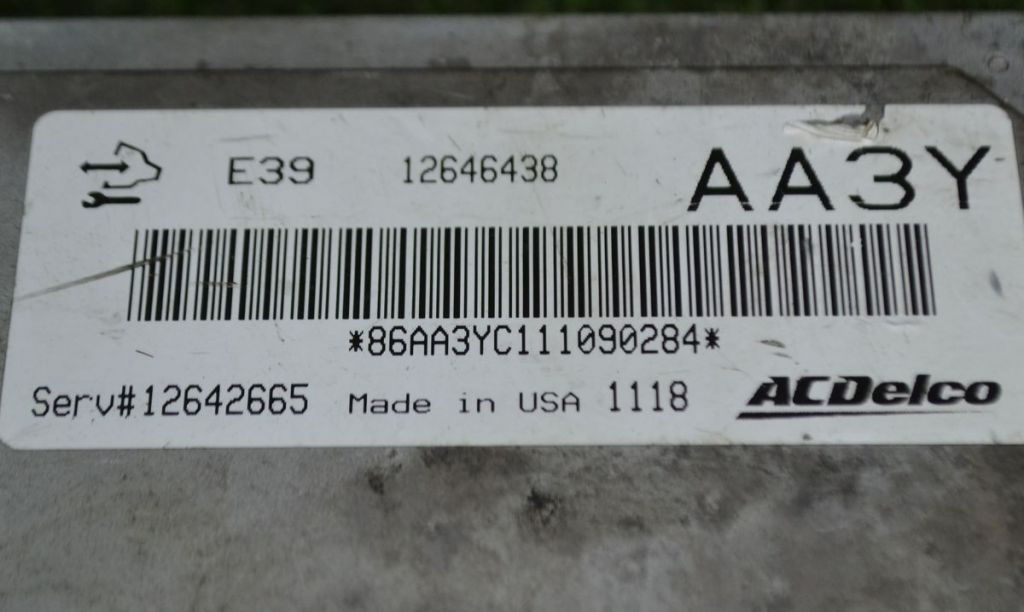 E39 12646438 AA3Y
*86AA3YC111090284*
Serv#12642665 Made in USA 1118 ACDelco